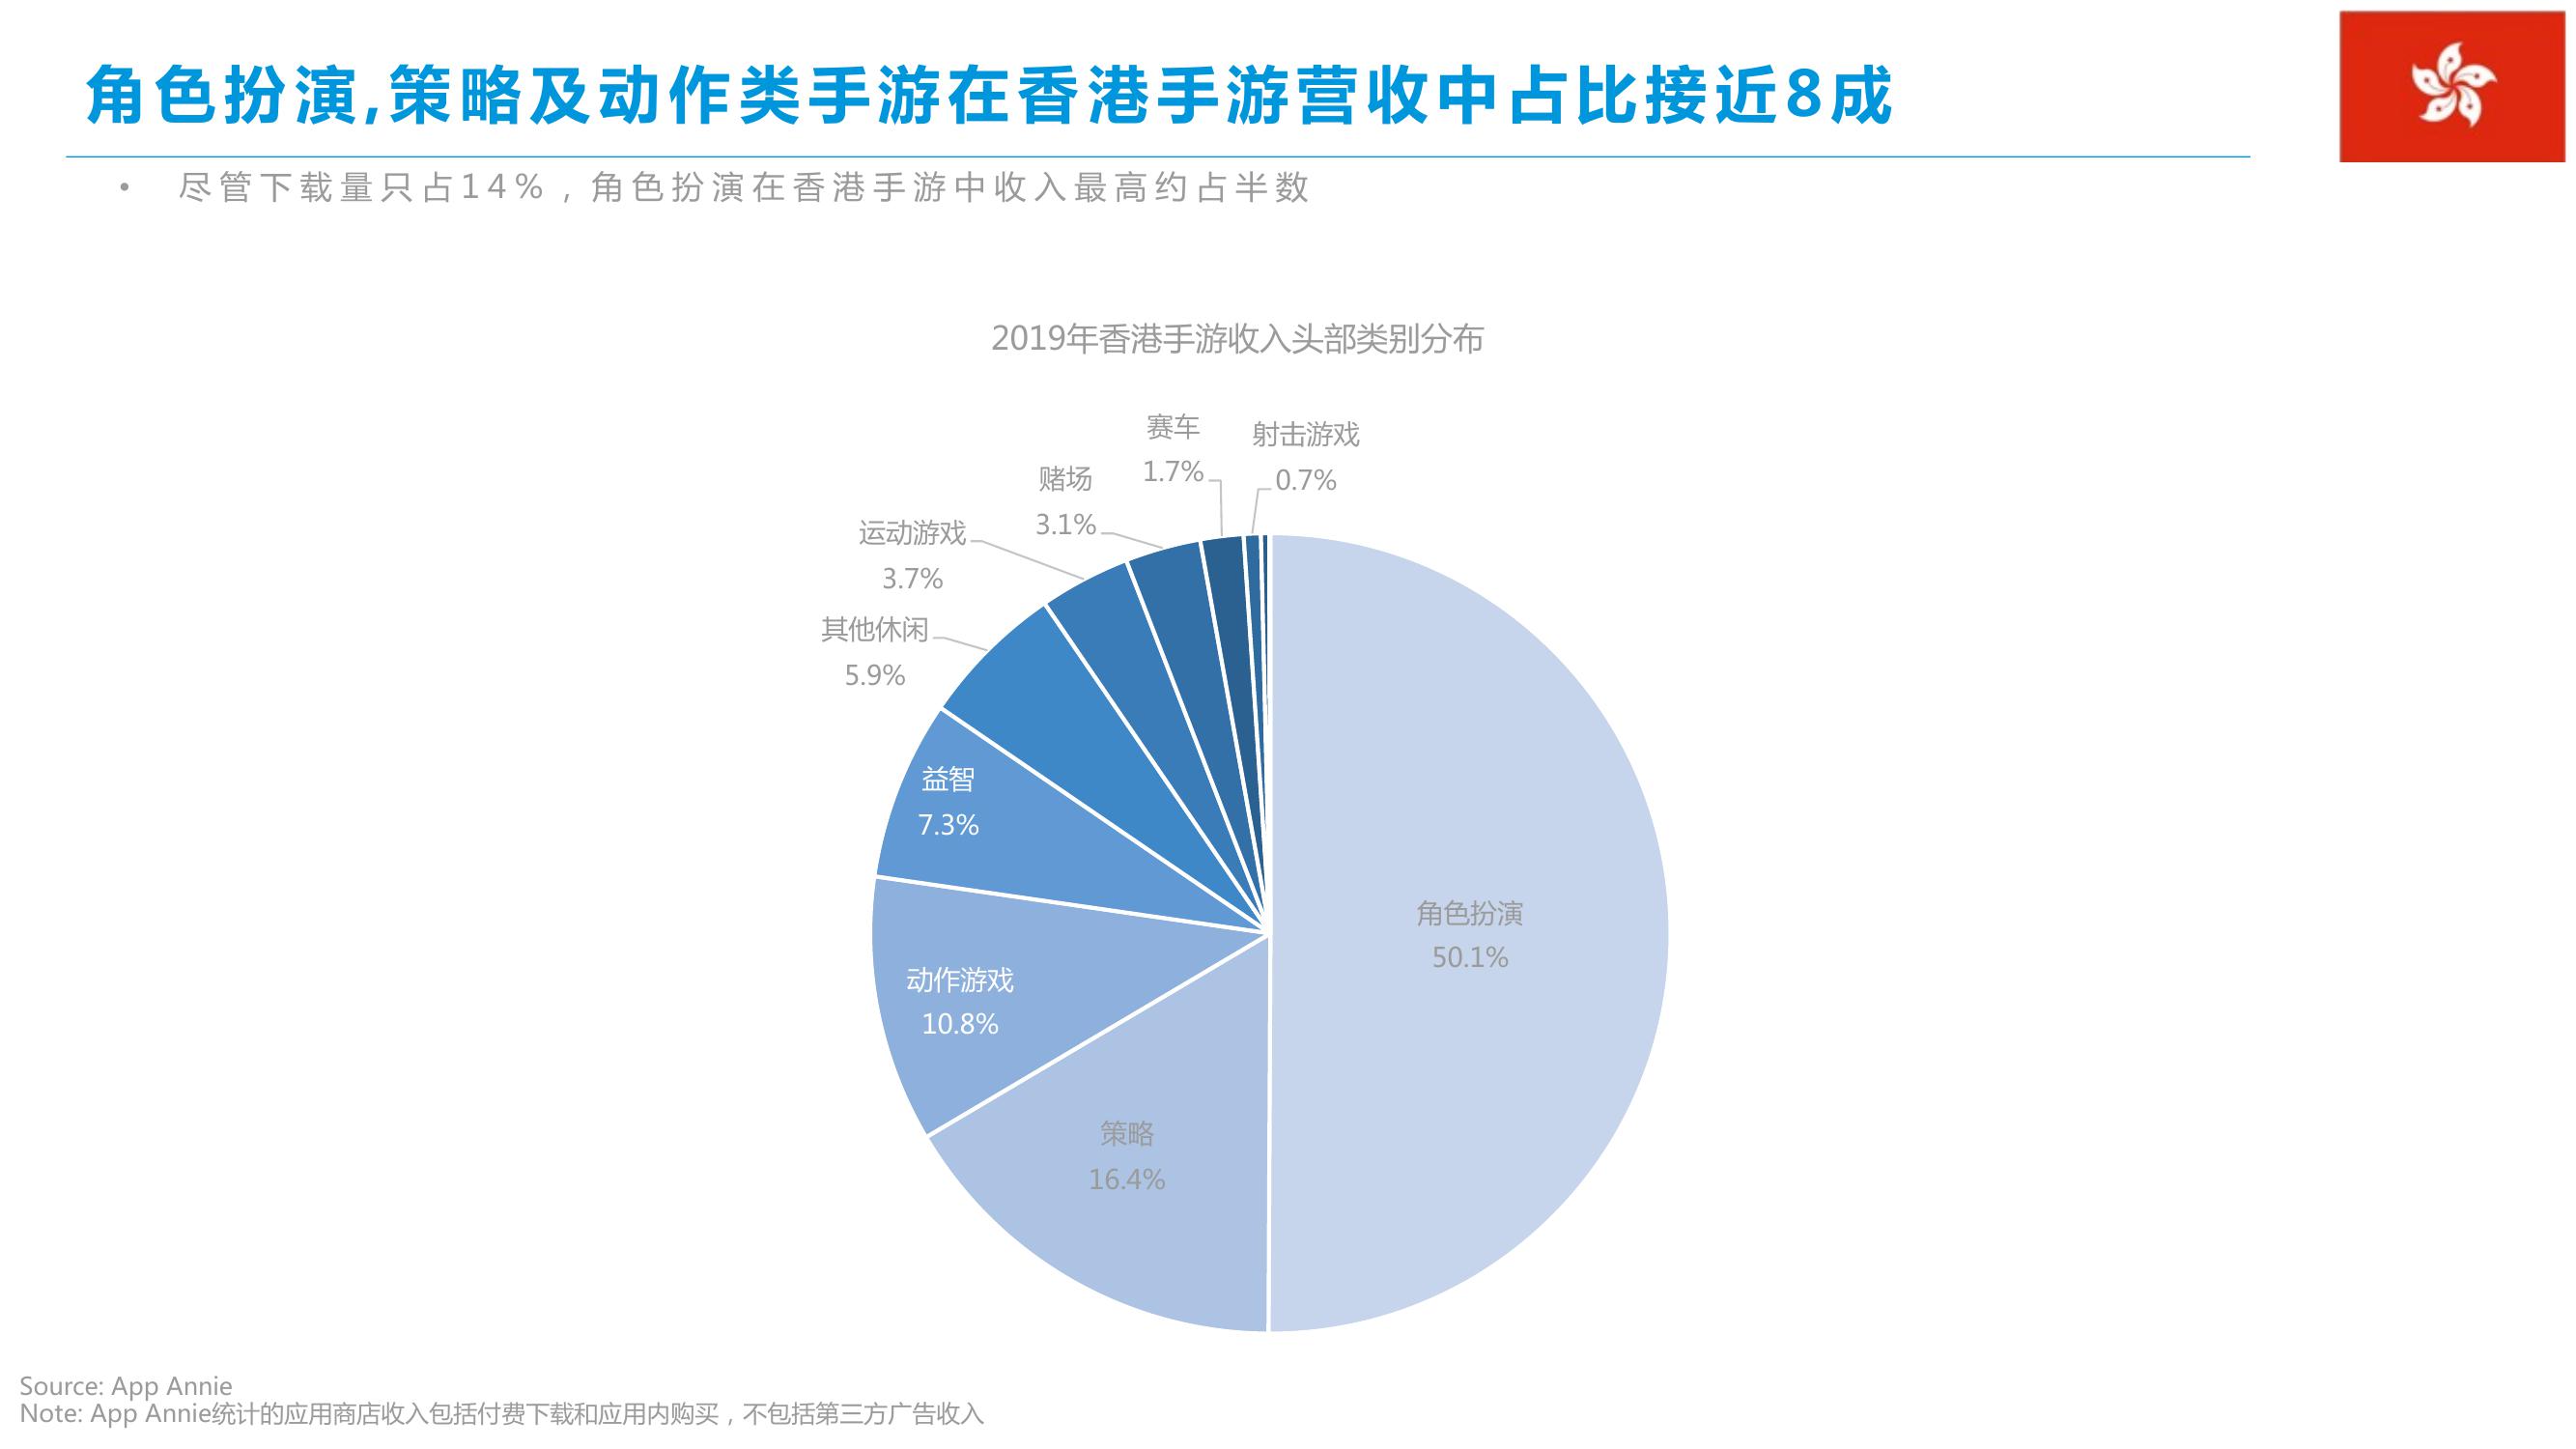 角色扮演,策略及动作类手游在香港手游营收中占比接近8成
• 尽管下载量只占14%，角色扮演在香港手游中收入最高约占半数
2019年香港手游收入头部类别分布
赛车
1.7%
射击游戏
0.7%
赌场
3.1%
运动游戏
3.7%
其他休闲
5.9%
益智
7.3%
角色扮演
50.1%
动作游戏
10.8%
策略
16.4%
Source: App Annie
Note: App Annie统计的应用商店收入包括付费下载和应用内购买，不包括第三方广告收入